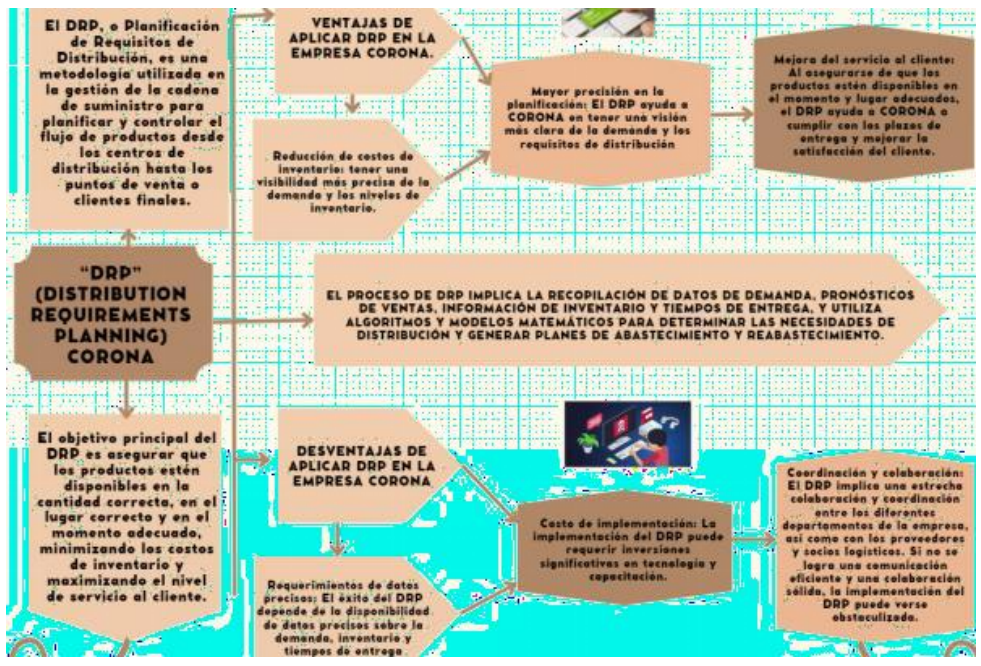 El DRP, o Planificación
de Requisitos de
Distribución, es una
metodología utilizada en
la gestión de la cadena
de suministro para
planificar y controlar el
flujo de productos desde
los centros de
distribución hasta los
puntos de venta o
clientes finales.
VENTAJAS DE
APLICAR DRP EN LA
EMPRESA CORONA.
Reducción de costos de
inventario: tener una
visibilidad más precisa de la
demanda y los niveles de
inventario.
Mayor precisión en la
planificación: El DRP ayuda a
CORONA en tener una visión
más clara de la demanda y los
requisitos de distribución
Mejora del servicio al cliente:
Al asegurarse de que los
productos estén disponibles en
el momento y lugar adecuados,
el DRP ayuda a CORONA a
cumplir con los plazos de
entrega y mejorar la
satisfacción del cliente.
"DRP"
(DISTRIBUTION
REQUIREMENTS
PLANNING)
CORONA
EL PROCESO DE DRP IMPLICA LA RECOPILACIÓN DE DATOS DE DEMANDA, PRONÓSTICOS
DE VENTAS, INFORMACIÓN DE INVENTARIO Y TIEMPOS DE ENTREGA, Y UTILIZA
ALGORITMOS Y MODELOS MATEMÁTICOS PARA DETERMINAR LAS NECESIDADES DE
DISTRIBUCIÓN Y GENERAR PLANES DE ABASTECIMIENTO Y REABASTECIMIENTO.
El objetivo principal del
DRP es asegurar que
los productos estén
disponibles en la
cantidad correcta, en el
lugar correcto y en el
momento adecuado,
minimizando los costos
de inventario y
maximizando el nivel
de servicio al cliente.
DESVENTAJAS DE
APLICAR DRP EN LA
EMPRESA CORONA
Requerimientos de datos
precisos: El éxito del DRP
depende de la disponibilidad
de datos precisos sobre la
demanda, inventario y
tiempos de entrega
Costo de implementación: La
implementación del DRP puede
requerir inversiones
significativas en tecnología y
capacitación.
Coordinación y colaboración:
El DRP implica una estrecha
colaboración y coordinación
entre los diferentes
departamentos de la empresa,
así como con los proveedores
y socios logísticos. Si no se
logra una comunicación
eficiente y una colaboración
sólida, la implementación del
DRP puede verse
obstaculizada.